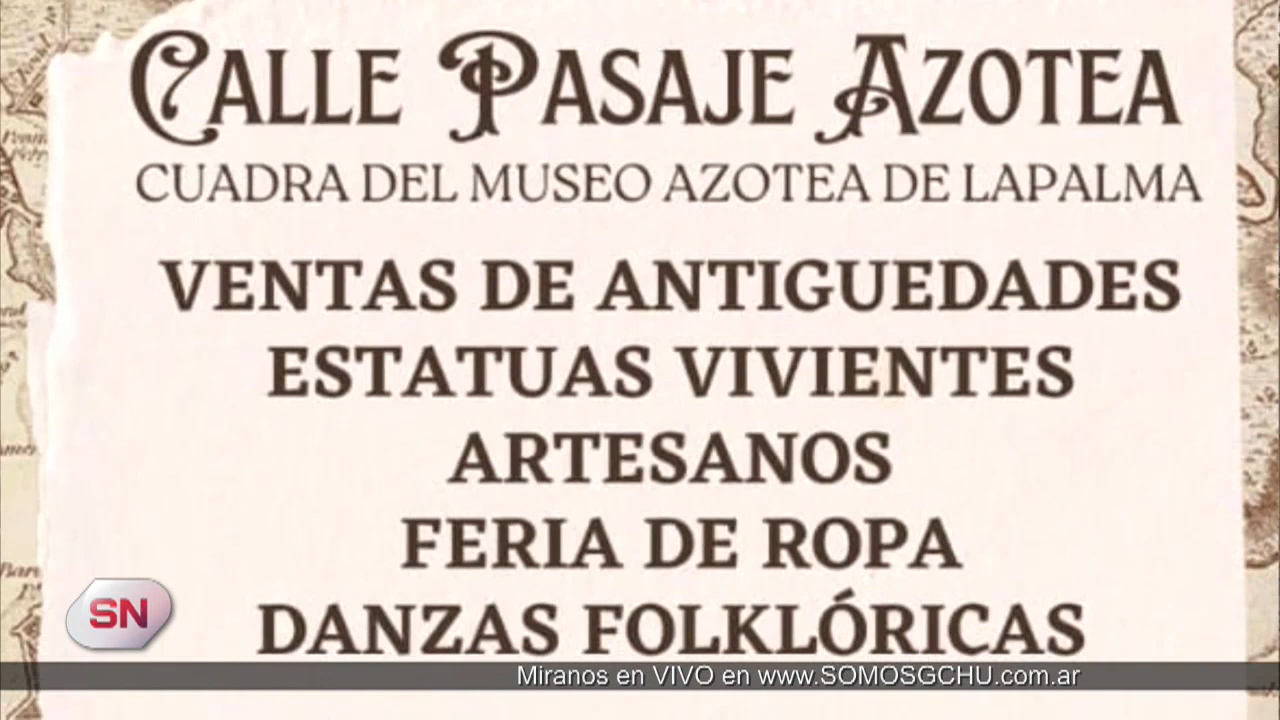 CALLE PASAJE AZOTEA
CUADRA DEL MUSEO AZOTEA DE LAPALMA
VENTAS DE ANTIGUEDADES
ESTATUAS VIVIENTES
ARTESANOS
FERIA DE ROPA
DANZAS FOLKLÓRICAS
SN
Miranos en VIVO en www.SOMOSGCHU.com.ar